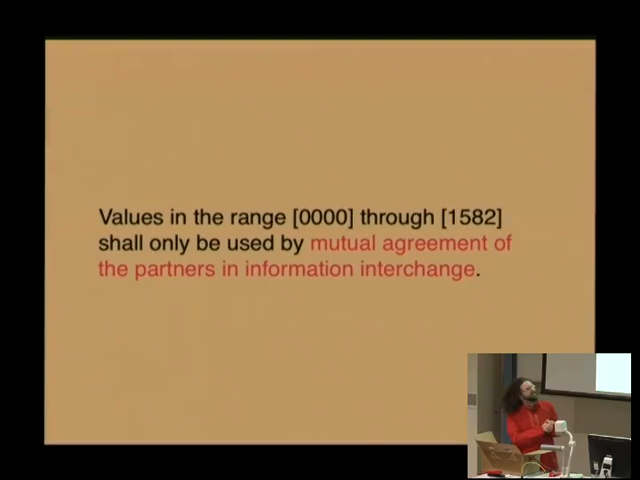 Values in the range [0000] through [1582]
shall only be used by mutual agreement of
the partners in information interchange.